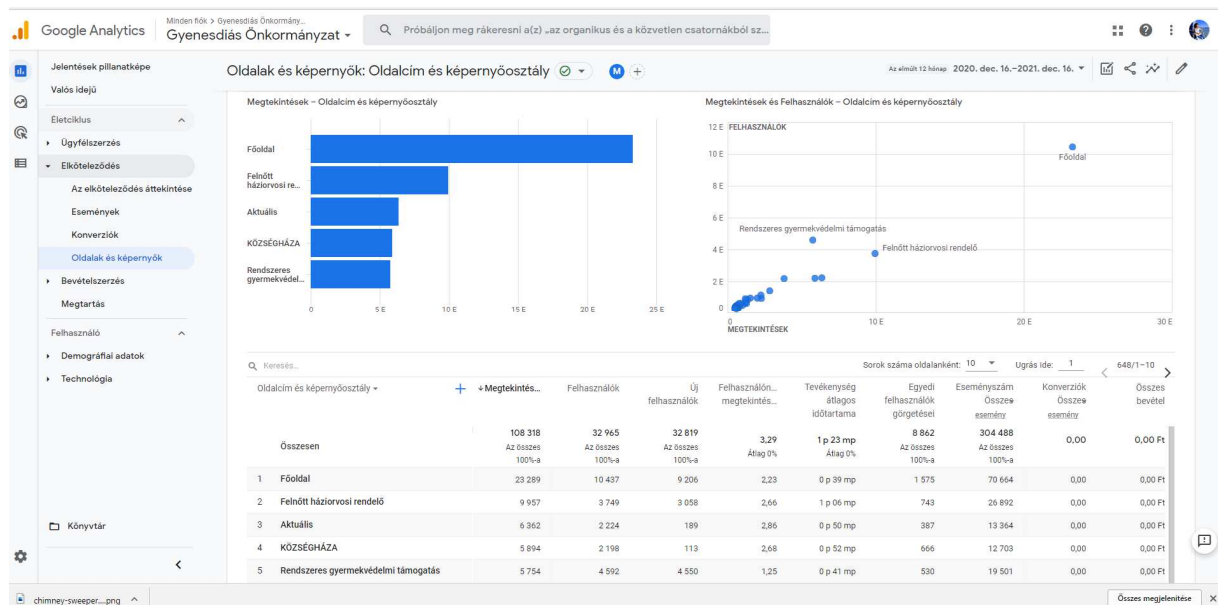 Google Analytics
Minden fiók > Gyenesdiás Önkormány...
Gyenesdiás Önkormányzat
Próbáljon meg rákeresni a(z) „az organikus és a közvetlen csatornákból sz...
Jelentések pillanatképe
Valós idejű
Életciklus
Ügyfélszerzés
Elköteleződés
Az elköteleződés áttekintése
Események
Konverziók
Oldalak és képernyők
Bevételszerzés
Megtartás
Felhasználó
Demográfiai adatok
Technológia
Könyvtár
Oldalak és képernyők: Oldalcím és képernyőosztály
M
Az elmúlt 12 hónap 2020. dec. 16.–2021. dec. 16.
Megtekintések – Oldalcím és képernyőosztály
Főoldal
Felnőtt
háziorvosi re...
Aktuális
KÖZSÉGHÁZA
Rendszeres
gyermekvédel...
0 5 E 10 E 15 E 20 E 25 E
Megtekintések és Felhasználók – Oldalcím és képernyőosztály
12 E FELHASZNÁLÓK
10 E
8 E
6 E
4 E
2 E
0
Főoldal
Rendszeres gyermekvédelmi támogatás
Felnőtt háziorvosi rendelő
0 10 E 20 E 30 E
MEGTEKINTÉSEK
Keresés...
Sorok száma oldalanként: 10 Ugrás ide: 1 648/1–10
Oldalcím és képernyőosztály + Megtekintés... Felhasználók Új felhasználók Felhasználón... megtekintés... Tevékenység átlagos időtartama Egyedi felhasználók görgetései Eseményszám Összes esemény Konverziók Összes esemény Összes bevétel
Összesen 108 318 32 965 32 819 3,29 1 p 23 mp 8 862 304 488 0,00 0,00 Ft
Az összes 100%-a Az összes 100%-a Az összes 100%-a Átlag 0% Átlag 0% Az összes 100%-a Az összes 100%-a
1 Főoldal 23 289 10 437 9 206 2,23 0 p 39 mp 1 575 70 664 0,00 0,00 Ft
2 Felnőtt háziorvosi rendelő 9 957 3 749 3 058 2,66 1 p 06 mp 743 26 892 0,00 0,00 Ft
3 Aktuális 6 362 2 224 189 2,86 0 p 50 mp 387 13 364 0,00 0,00 Ft
4 KÖZSÉGHÁZA 5 894 2 198 113 2,68 0 p 52 mp 666 12 703 0,00 0,00 Ft
5 Rendszeres gyermekvédelmi támogatás 5 754 4 592 4 550 1,25 0 p 41 mp 530 19 501 0,00 0,00 Ft
chimney-sweeper....png
Összes megjelenítése